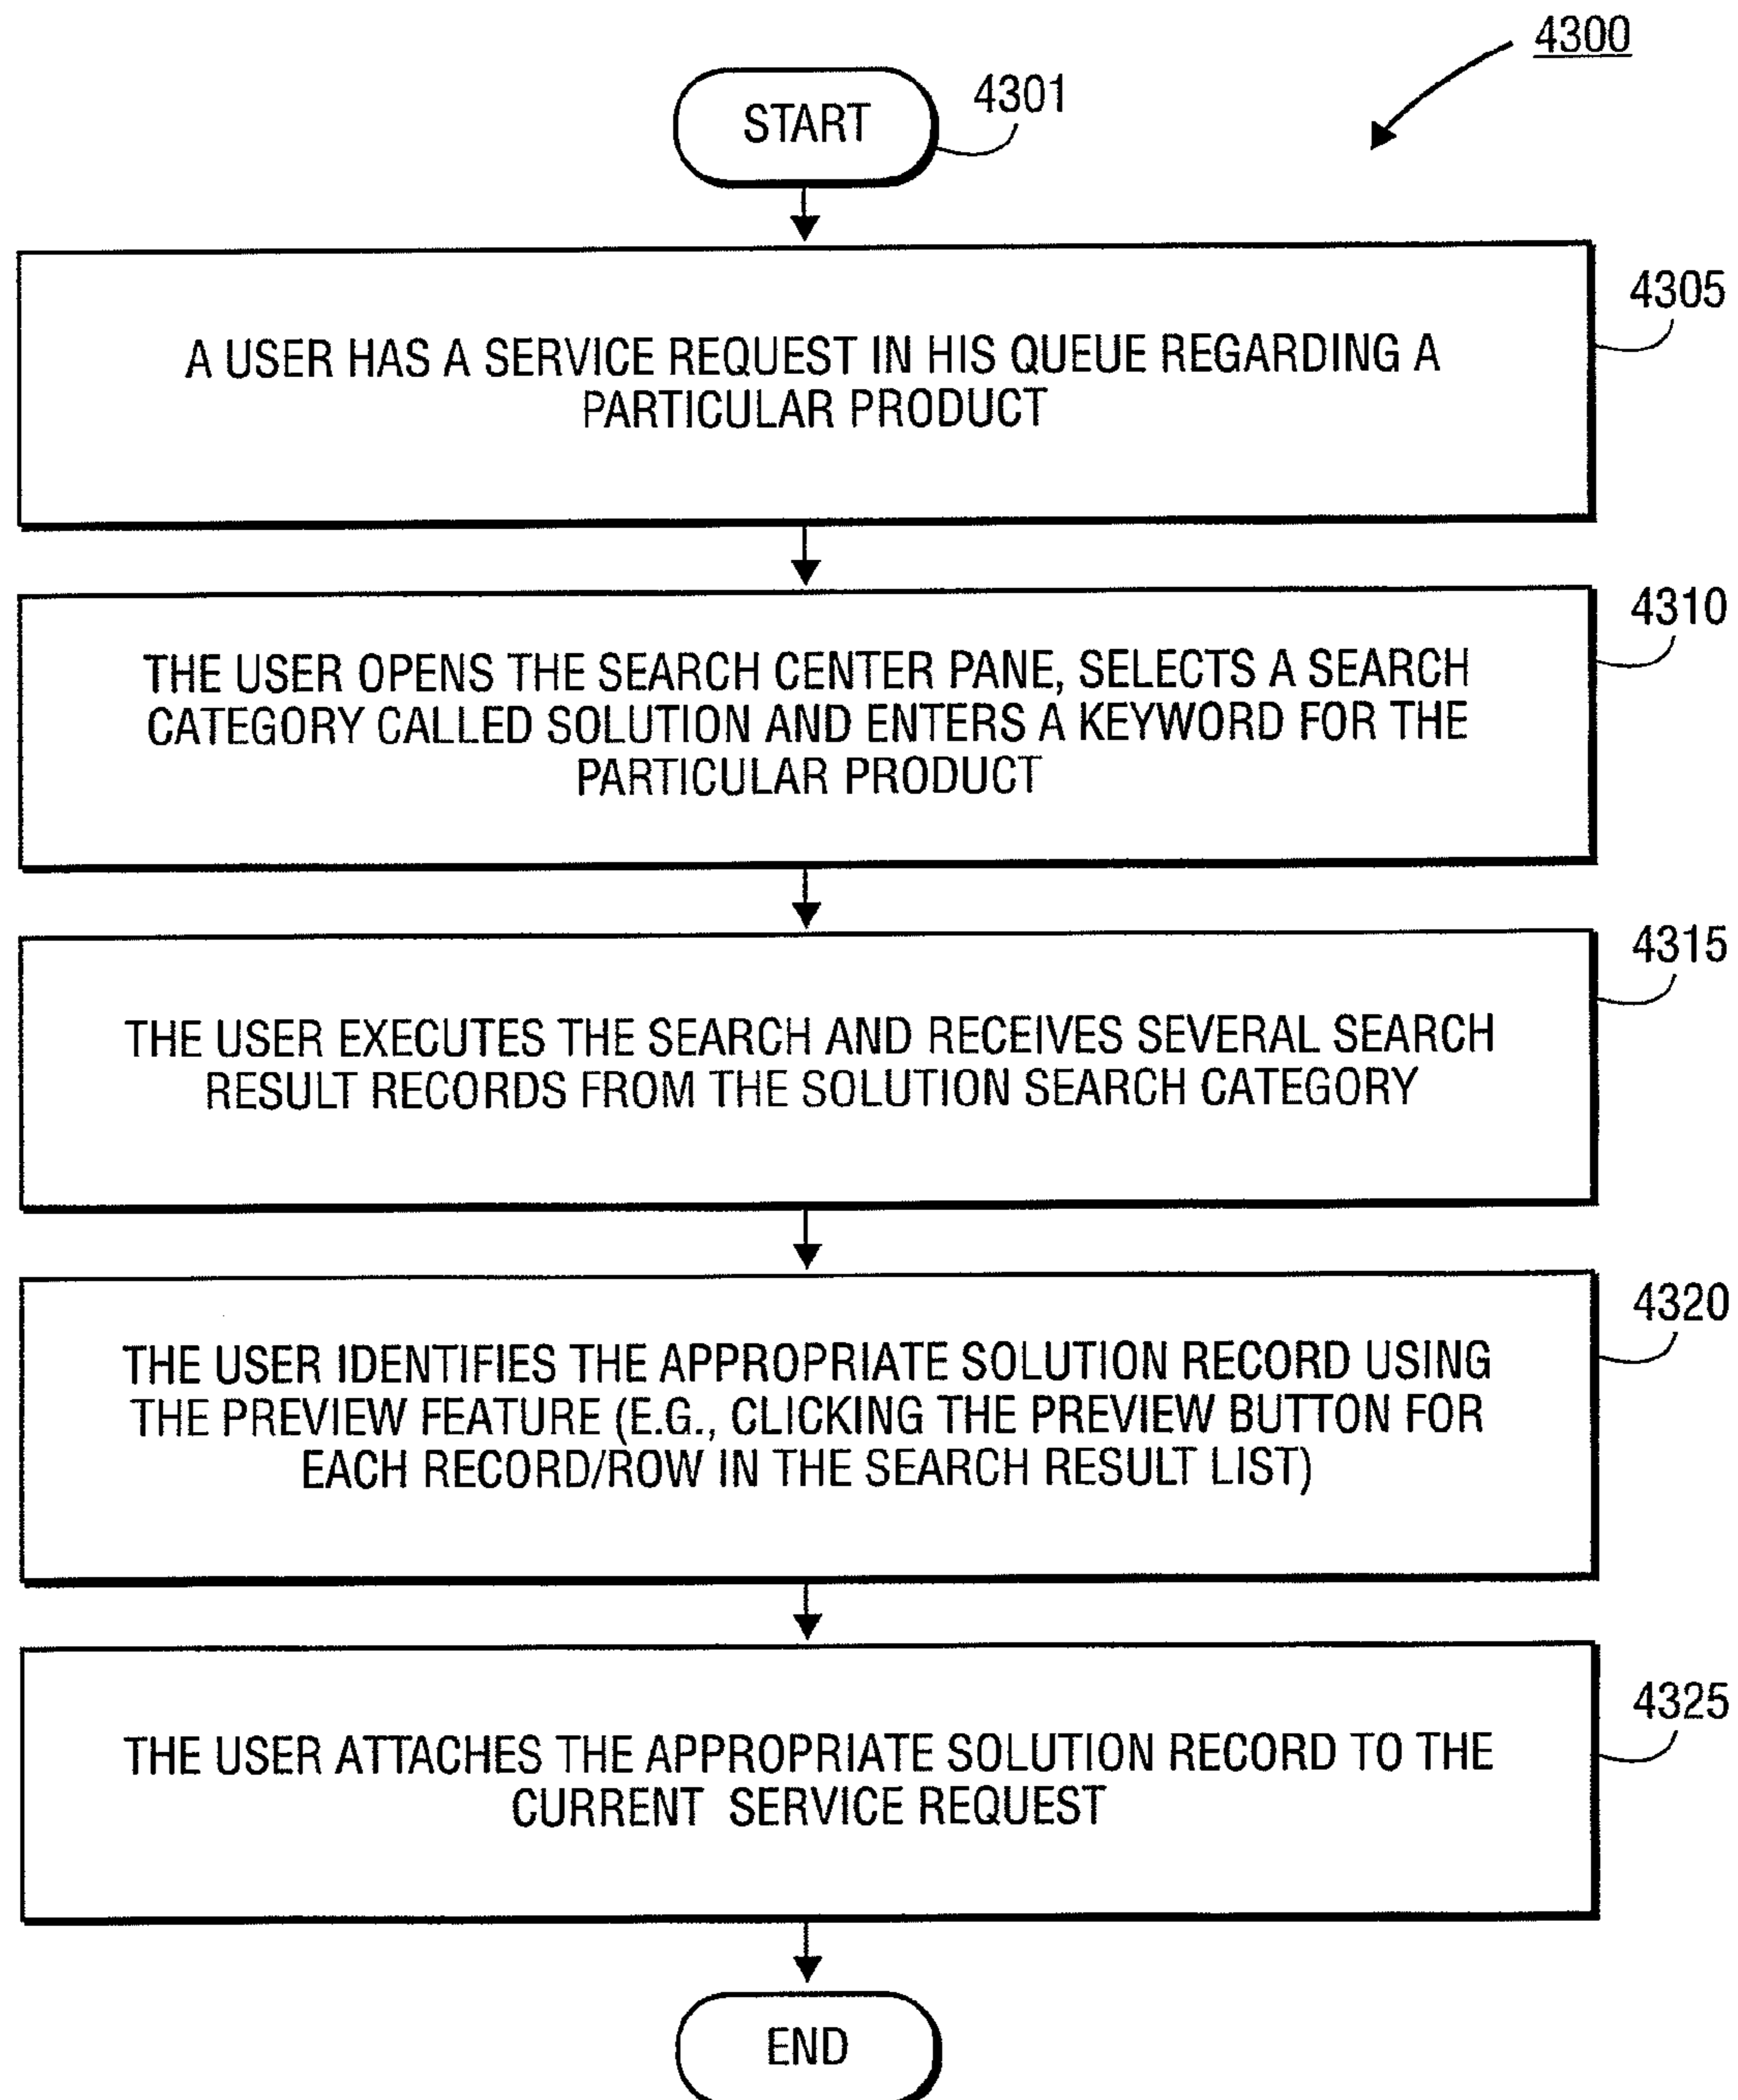 4300
START
4301
4305
A USER HAS A SERVICE REQUEST IN HIS QUEUE REGARDING A
PARTICULAR PRODUCT
4310
THE USER OPENS THE SEARCH CENTER PANE, SELECTS A SEARCH
CATEGORY CALLED SOLUTION AND ENTERS A KEYWORD FOR THE
PARTICULAR PRODUCT
4315
THE USER EXECUTES THE SEARCH AND RECEIVES SEVERAL SEARCH
RESULT RECORDS FROM THE SOLUTION SEARCH CATEGORY
4320
THE USER IDENTIFIES THE APPROPRIATE SOLUTION RECORD USING
THE PREVIEW FEATURE (E.G., CLICKING THE PREVIEW BUTTON FOR
EACH RECORD/ROW IN THE SEARCH RESULT LIST)
4325
THE USER ATTACHES THE APPROPRIATE SOLUTION RECORD TO THE
CURRENT SERVICE REQUEST
END